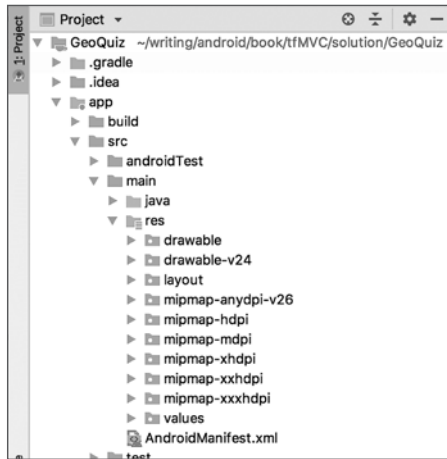 1: Project
Project
GeoQuiz ~/writing/android/book/tfMVC/solution/GeoQuiz
.gradle
.idea
app
build
src
androidTest
main
java
res
drawable
drawable-v24
layout
mipmap-anydpi-v26
mipmap-hdpi
mipmap-mdpi
mipmap-xhdpi
mipmap-xxhdpi
mipmap-xxxhdpi
values
AndroidManifest.xml
test